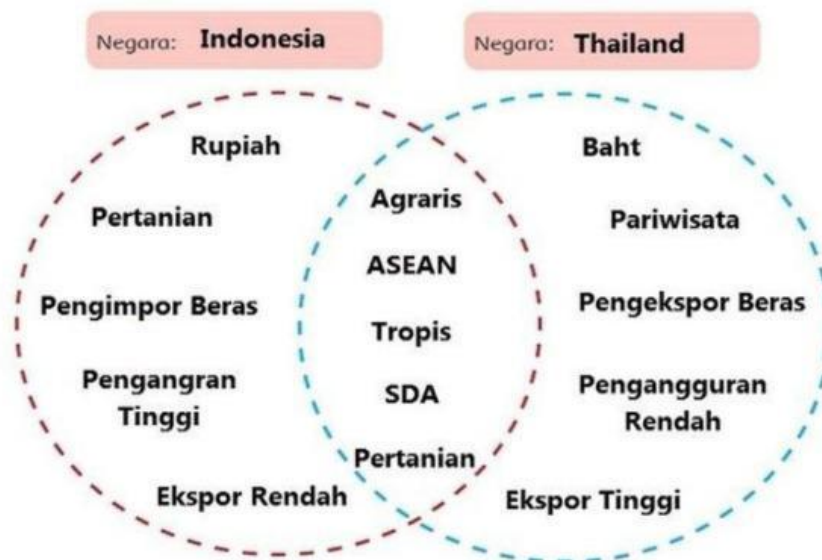 Negara: Indonesia
Negara: Thailand
Rupiah
Pertanian
Pengimpor Beras
Pengangran
Tinggi
Ekspor Rendah
Agraris
ASEAN
Tropis
SDA
Pertanian
Baht
Pariwisata
Pengekspor Beras
Pengangguran
Rendah
Ekspor Tinggi